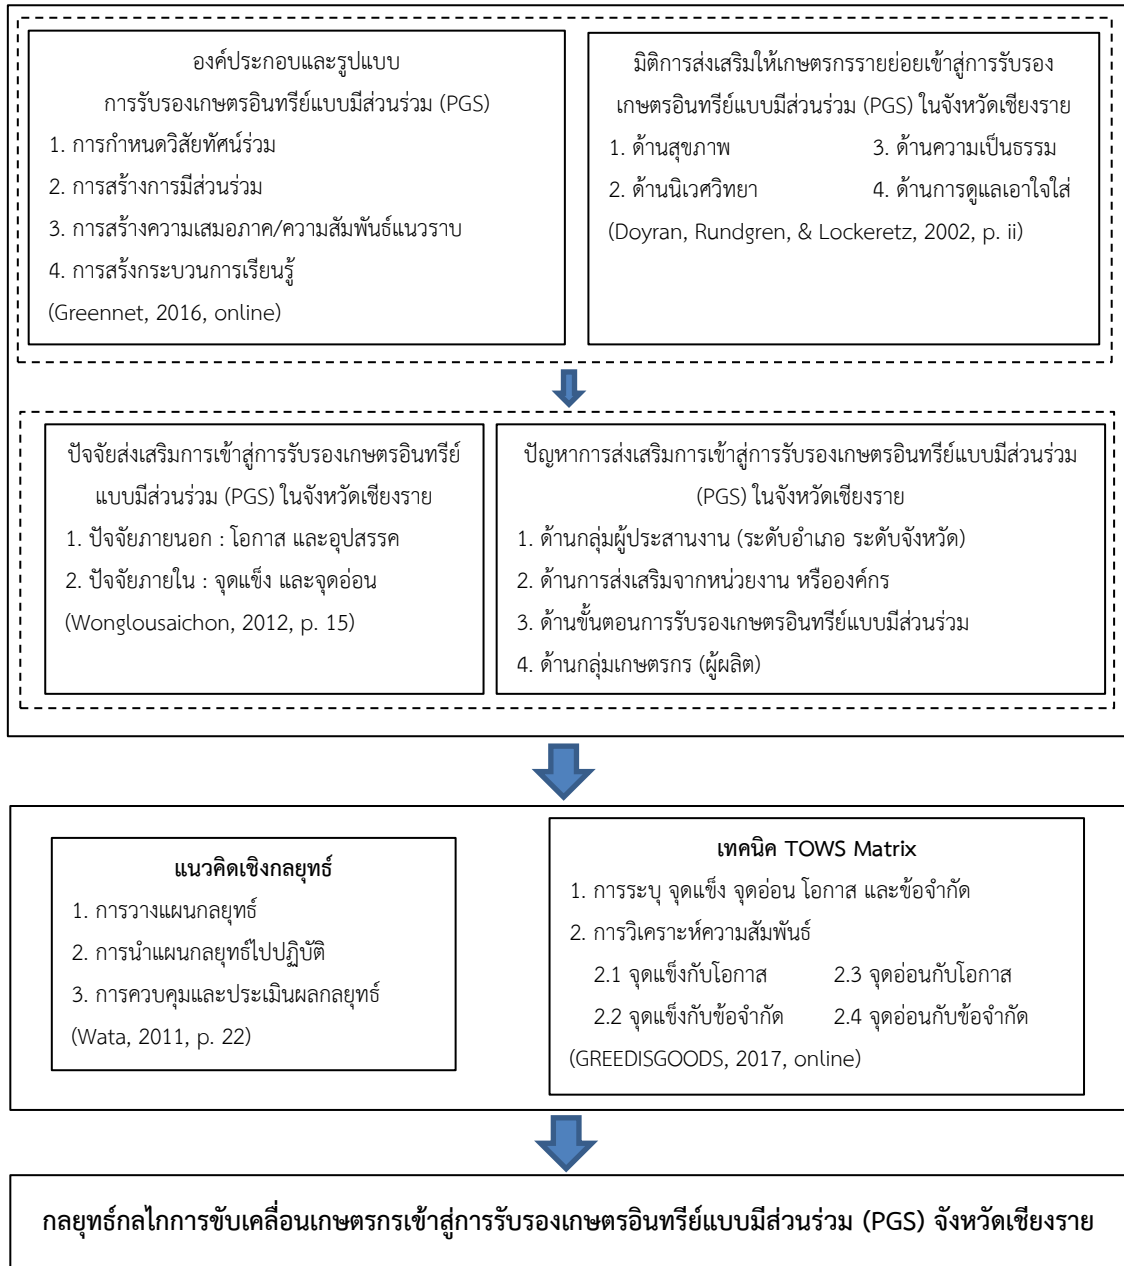 องค์ประกอบและรูปแบบ
การรับรองเกษตรอินทรีย์แบบมีส่วนร่วม (PGS)
1. การกำหนดวิสัยทัศน์ร่วม
2. การสร้างการมีส่วนร่วม
3. การสร้างความเสมอภาค/ความสัมพันธ์แนวราบ
4. การสร้งกระบวนการเรียนรู้
(Greennet, 2016, online)
มิติการส่งเสริมให้เกษตรกรรายย่อยเข้าสู่การรับรอง
เกษตรอินทรีย์แบบมีส่วนร่วม (PGS) ในจังหวัดเชียงราย
1. ด้านสุขภาพ 3. ด้านความเป็นธรรม
2. ด้านนิเวศวิทยา 4. ด้านการดูแลเอาใจใส่
(Doyran, Rundgren, & Lockeretz, 2002, p. ii)
ปัจจัยส่งเสริมการเข้าสู่การรับรองเกษตรอินทรีย์
แบบมีส่วนร่วม (PGS) ในจังหวัดเชียงราย
1. ปัจจัยภายนอก : โอกาส และอุปสรรค
2. ปัจจัยภายใน : จุดแข็ง และจุดอ่อน
(Wonglousaichon, 2012, p. 15)
ปัญหาการส่งเสริมการเข้าสู่การรับรองเกษตรอินทรีย์แบบมีส่วนร่วม
(PGS) ในจังหวัดเชียงราย
1. ด้านกลุ่มผู้ประสานงาน (ระดับอำเภอ ระดับจังหวัด)
2. ด้านการส่งเสริมจากหน่วยงาน หรือองค์กร
3. ด้านขั้นตอนการรับรองเกษตรอินทรีย์แบบมีส่วนร่วม
4. ด้านกลุ่มเกษตรกร (ผู้ผลิต)
แนวคิดเชิงกลยุทธ์
1. การวางแผนกลยุทธ์
2. การนำแผนกลยุทธ์ไปปฏิบัติ
3. การควบคุมและประเมินผลกลยุทธ์
(Wata, 2011, p. 22)
เทคนิค TOWS Matrix
1. การระบุ จุดแข็ง จุดอ่อน โอกาส และข้อจำกัด
2. การวิเคราะห์ความสัมพันธ์
2.1 จุดแข็งกับโอกาส 2.3 จุดอ่อนกับโอกาส
2.2 จุดแข็งกับข้อจำกัด 2.4 จุดอ่อนกับข้อจำกัด
(GREEDISGOODS, 2017, online)
กลยุทธ์กลไกการขับเคลื่อนเกษตรกรเข้าสู่การรับรองเกษตรอินทรีย์แบบมีส่วนร่วม (PGS) จังหวัดเชียงราย